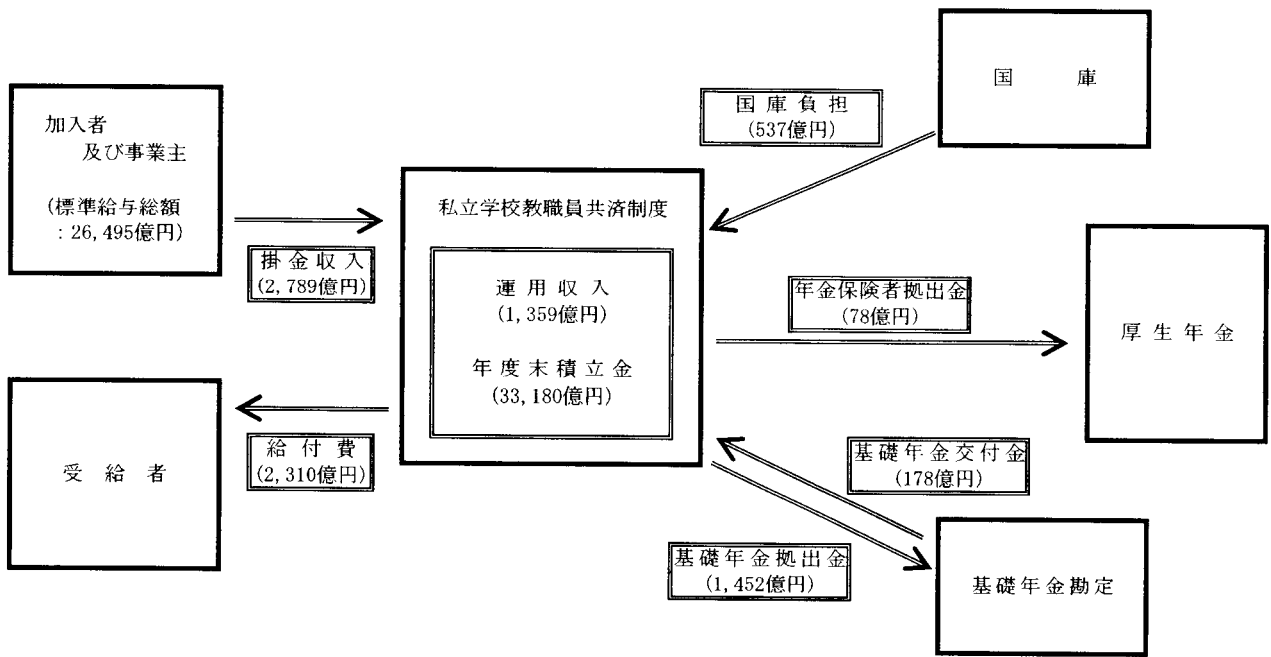 国庫
国庫負担
(537億円)
加入者
及び事業主
(標準給与総額
: 26,495億円)
掛金収入
(2,789億円)
私立学校教職員共済制度
運用収入
(1,359億円)
年度末積立金
(33,180億円)
年金保険者拠出金
(78億円)
厚生年金
受給者
給付費
(2,310億円)
基礎年金交付金
(178億円)
基礎年金拠出金
(1,452億円)
基礎年金勘定